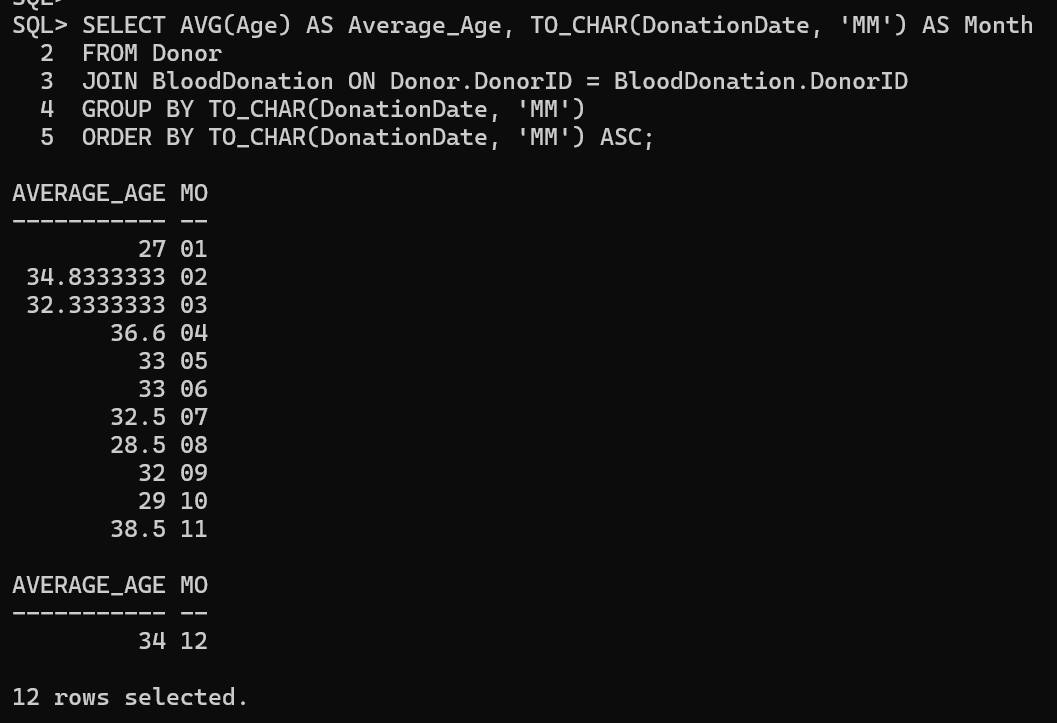 SQL>
SQL> SELECT AVG(Age) AS Average_Age, TO_CHAR(DonationDate, 'MM') AS Month
  2  FROM Donor
  3  JOIN BloodDonation ON Donor.DonorID = BloodDonation.DonorID
  4  GROUP BY TO_CHAR(DonationDate, 'MM')
  5  ORDER BY TO_CHAR(DonationDate, 'MM') ASC;

AVERAGE_AGE MO
----------- --
         27 01
 34.8333333 02
 32.3333333 03
       36.6 04
         33 05
         33 06
       32.5 07
       28.5 08
         32 09
         29 10
       38.5 11

AVERAGE_AGE MO
----------- --
         34 12

12 rows selected.